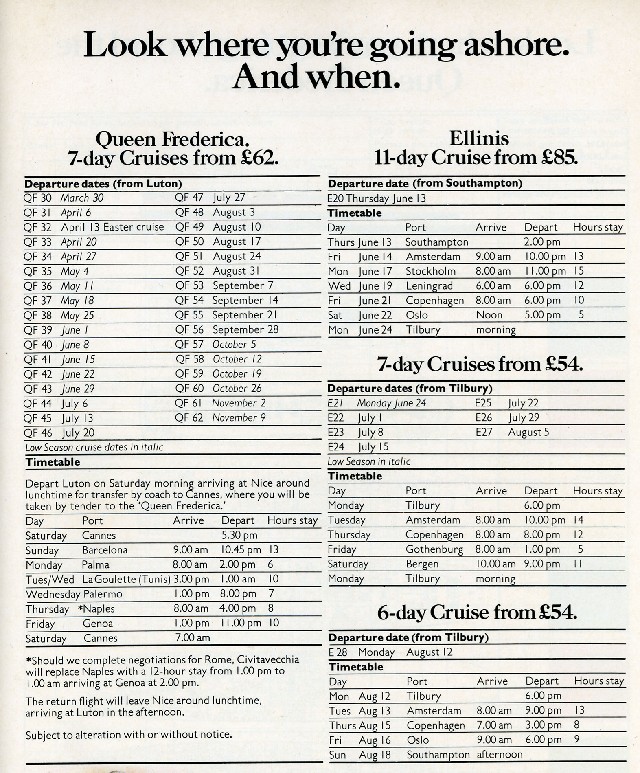 Look where you're going ashore.
And when.
Queen Frederica.
7-day Cruises from £62.
Departure dates (from Luton)
QF 30 March 30 QF 47 July 27
QF 31 April 6 QF 48 August 3
QF 32 April 13 Easter cruise QF 49 August 10
QF 33 April 20 QF 50 August 17
QF 34 April 27 QF 51 August 24
QF 35 May 4 QF 52 August 31
QF 36 May 11 QF 53 September 7
QF 37 May 18 QF 54 September 14
QF 38 May 25 QF 55 September 21
QF 39 June 1 QF 56 September 28
QF 40 June 8 QF 57 October 5
QF 41 June 15 QF 58 October 12
QF 42 June 22 QF 59 October 19
QF 43 June 29 QF 60 October 26
QF 44 July 6 QF 61 November 2
QF 45 July 13 QF 62 November 9
QF 46 July 20
Low Season cruise dates in italic
Timetable
Depart Luton on Saturday morning arriving at Nice around
lunchtime for transfer by coach to Cannes, where you will be
taken by tender to the 'Queen Frederica.'
Day Port Arrive Depart Hours stay
Saturday Cannes 5.30 pm
Sunday Barcelona 9.00 am 10.45 pm 13
Monday Palma 8.00 am 2.00 pm 6
Tues/Wed La Goulette (Tunis) 3.00 pm 1.00 am 10
Wednesday Palermo 1.00 pm 8.00 pm 7
Thursday *Naples 8.00 am 4.00 pm 8
Friday Genoa 1.00 pm 11.00 pm 10
Saturday Cannes 7.00 am
*Should we complete negotiations for Rome, Civitavecchia
will replace Naples with a 12-hour stay from 1.00 pm to
1.00 am arriving at Genoa at 2.00 pm.
The return flight will leave Nice around lunchtime,
arriving at Luton in the afternoon.
Subject to alteration with or without notice.
Ellinis
11-day Cruise from £85.
Departure date (from Southampton)
E20 Thursday June 13
Timetable
Day Port Arrive Depart Hours stay
Thurs June 13 Southampton 2.00 pm
Fri June 14 Amsterdam 9.00 am 10.00 pm 13
Mon June 17 Stockholm 8.00 am 11.00 pm 15
Wed June 19 Leningrad 6.00 am 6.00 pm 12
Fri June 21 Copenhagen 8.00 am 6.00 pm 10
Sat June 22 Oslo Noon 5.00 pm 5
Mon June 24 Tilbury morning
7-day Cruises from £54.
Departure dates (from Tilbury)
E21 Monday June 24 E25 July 22
E22 July 1 E26 July 29
E23 July 8 E27 August 5
E24 July 15
Low Season in italic
Timetable
Day Port Arrive Depart Hours stay
Monday Tilbury 6.00 pm
Tuesday Amsterdam 8.00 am 10.00 pm 14
Thursday Copenhagen 8.00 am 8.00 pm 12
Friday Gothenburg 8.00 am 1.00 pm 5
Saturday Bergen 10.00 am 9.00 pm 11
Monday Tilbury morning
6-day Cruise from £54.
Departure date (from Tilbury)
E 28 Monday August 12
Timetable
Day Port Arrive Depart Hours stay
Mon Aug 12 Tilbury 6.00 pm
Tues Aug 13 Amsterdam 8.00 am 9.00 pm 13
Thurs Aug 15 Copenhagen 7.00 am 3.00 pm 8
Fri Aug 16 Oslo 9.00 am 6.00 pm 9
Sun Aug 18 Southampton afternoon